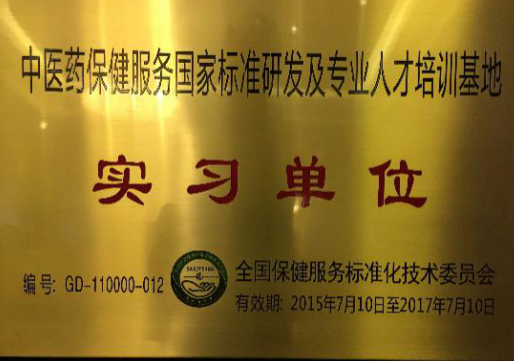 中医药保健服务国家标准研发及专业人才培训基地
实习单位
编号: GD-110000-012
全国保健服务标准化技术委员会
有效期: 2015年7月10日至2017年7月10日